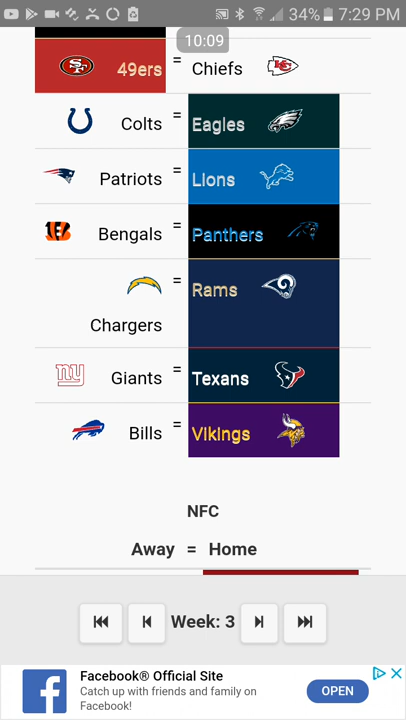 34% 7:29 PM
10:09
49ers = Chiefs
Colts = Eagles
Patriots = Lions
Bengals = Panthers
= Rams
Chargers
Giants = Texans
Bills = Vikings
NFC
Away = Home
Week: 3
Facebook® Official Site
Catch up with friends and family on
Facebook!
OPEN